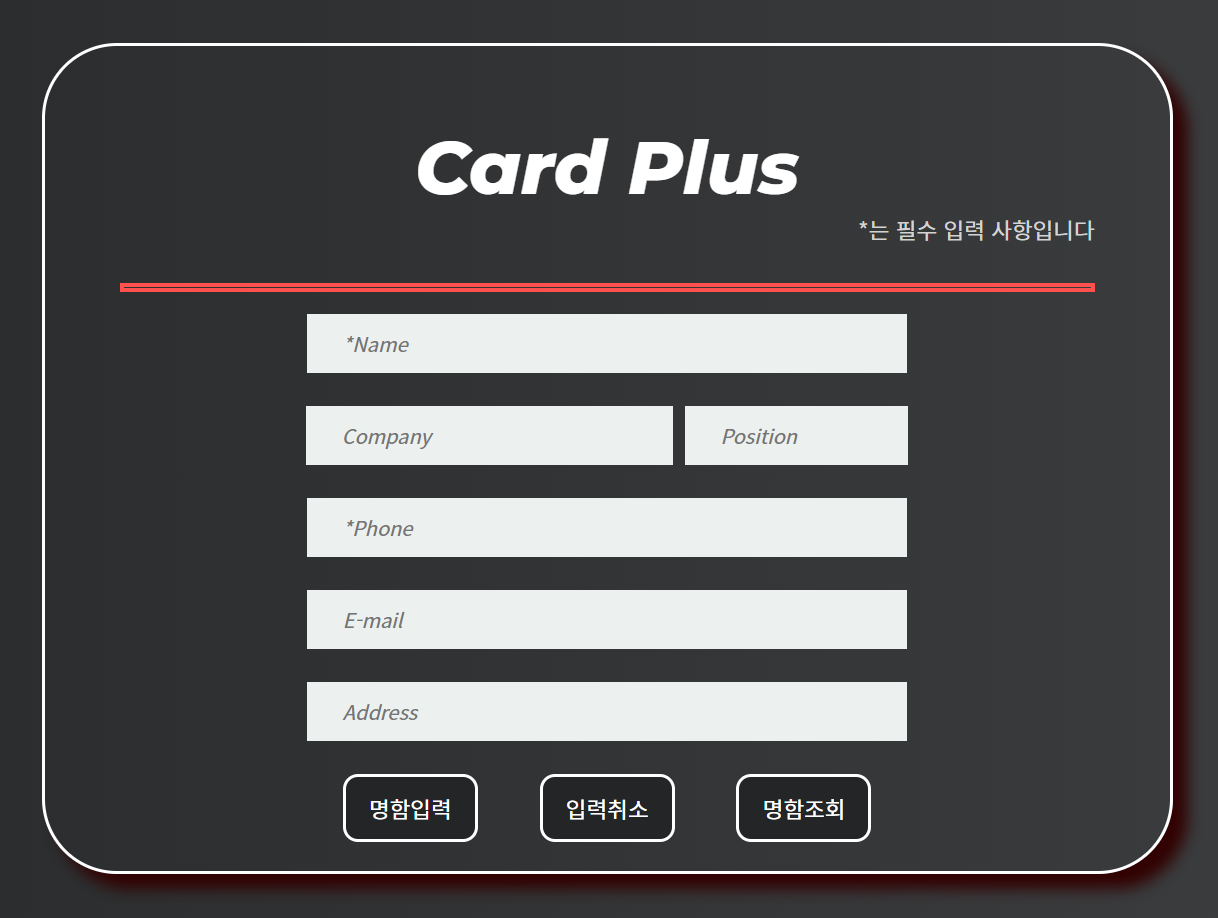 Card Plus
*는 필수 입력 사항입니다
*Name
Company Position
*Phone
E-mail
Address
명함입력 입력취소 명함조회